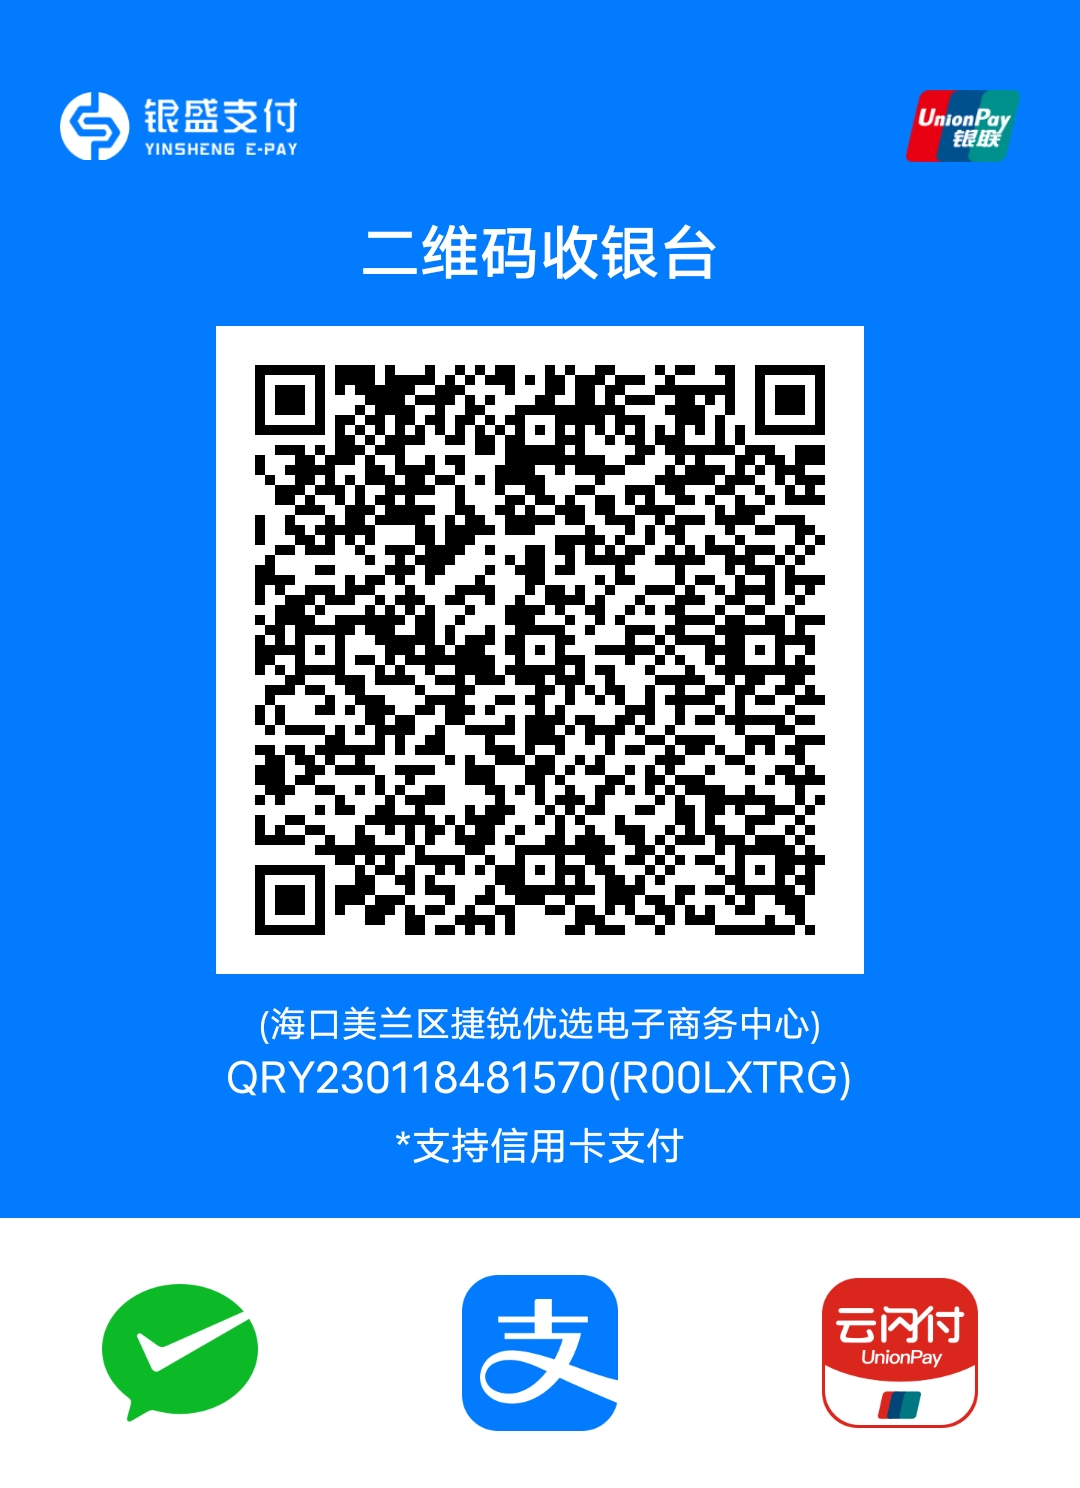 银盛支付
YINSHENG E-PAY
UnionPay
银联
二维码收银台
(海口美兰区捷锐优选电子商务中心)
QRY230118481570(R00LXTRG)
*支持信用卡支付
支
云闪付
UnionPay